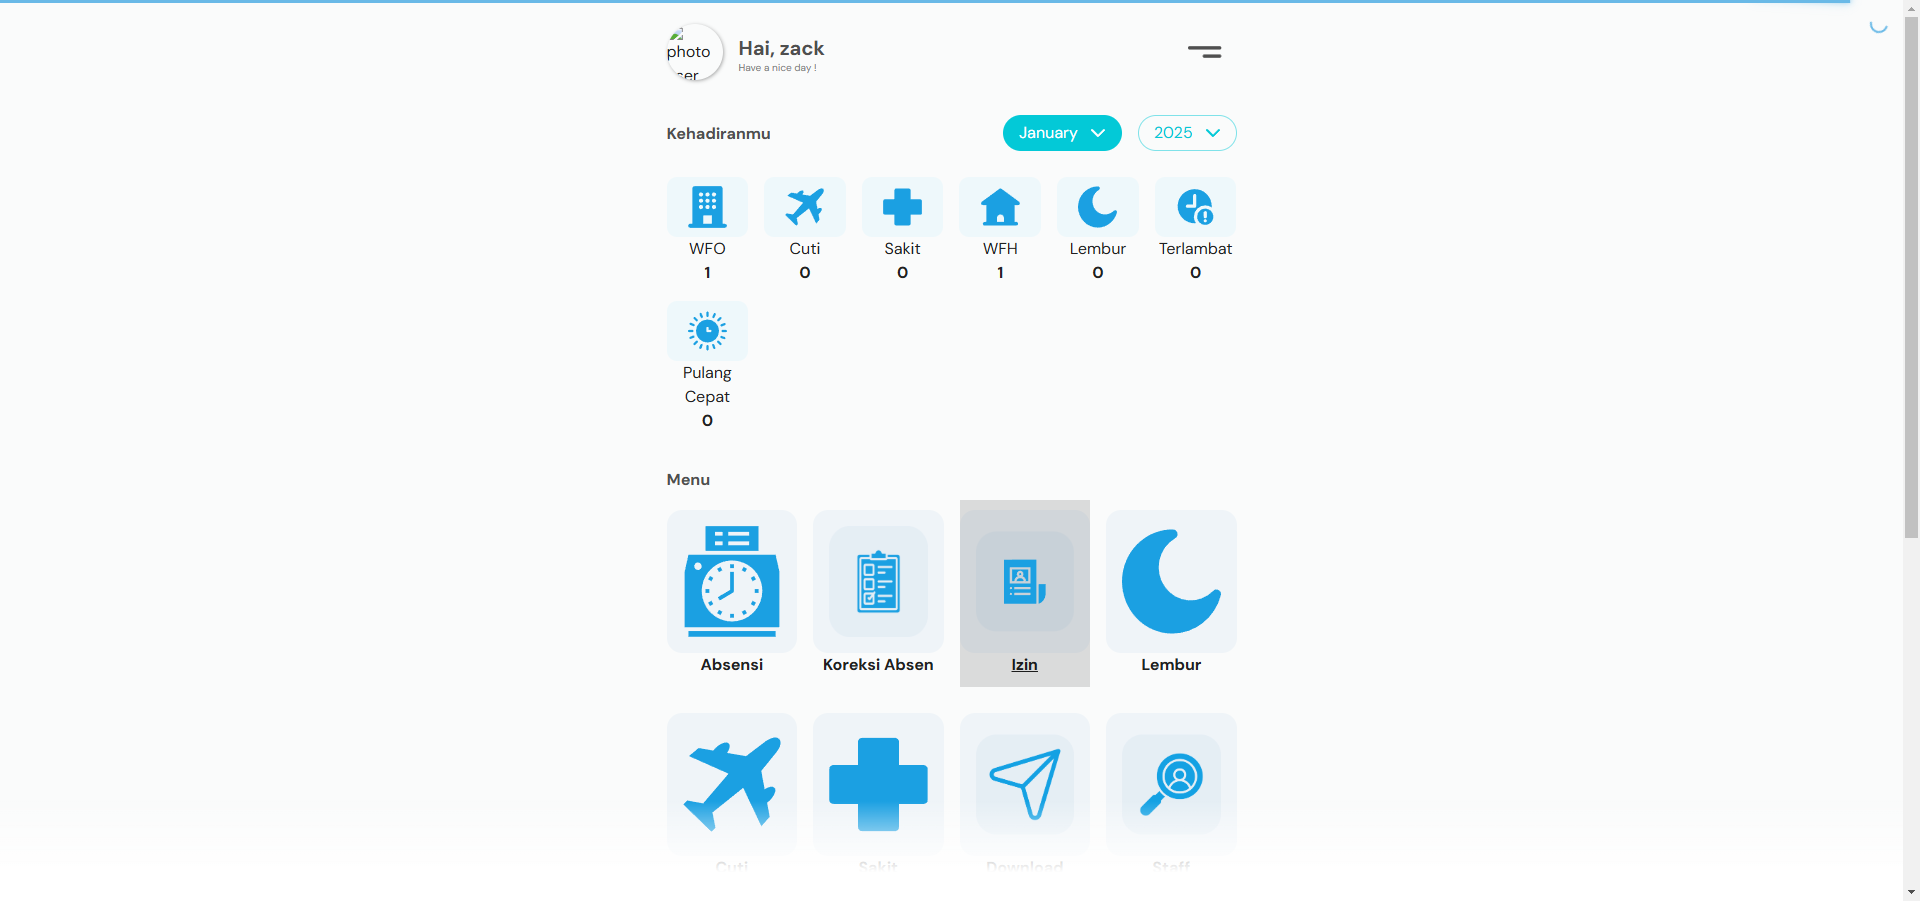 photo
ser
Hai, zack
Have a nice day !
Kehadiranmu
January
2025
WFO
Cuti
Sakit
WFH
Lembur
Terlambat
1
0
0
1
0
0
Pulang
Cepat
0
Menu
Absensi
Koreksi Absen
Izin
Lembur
Cuti
Sakit
Download
Staff